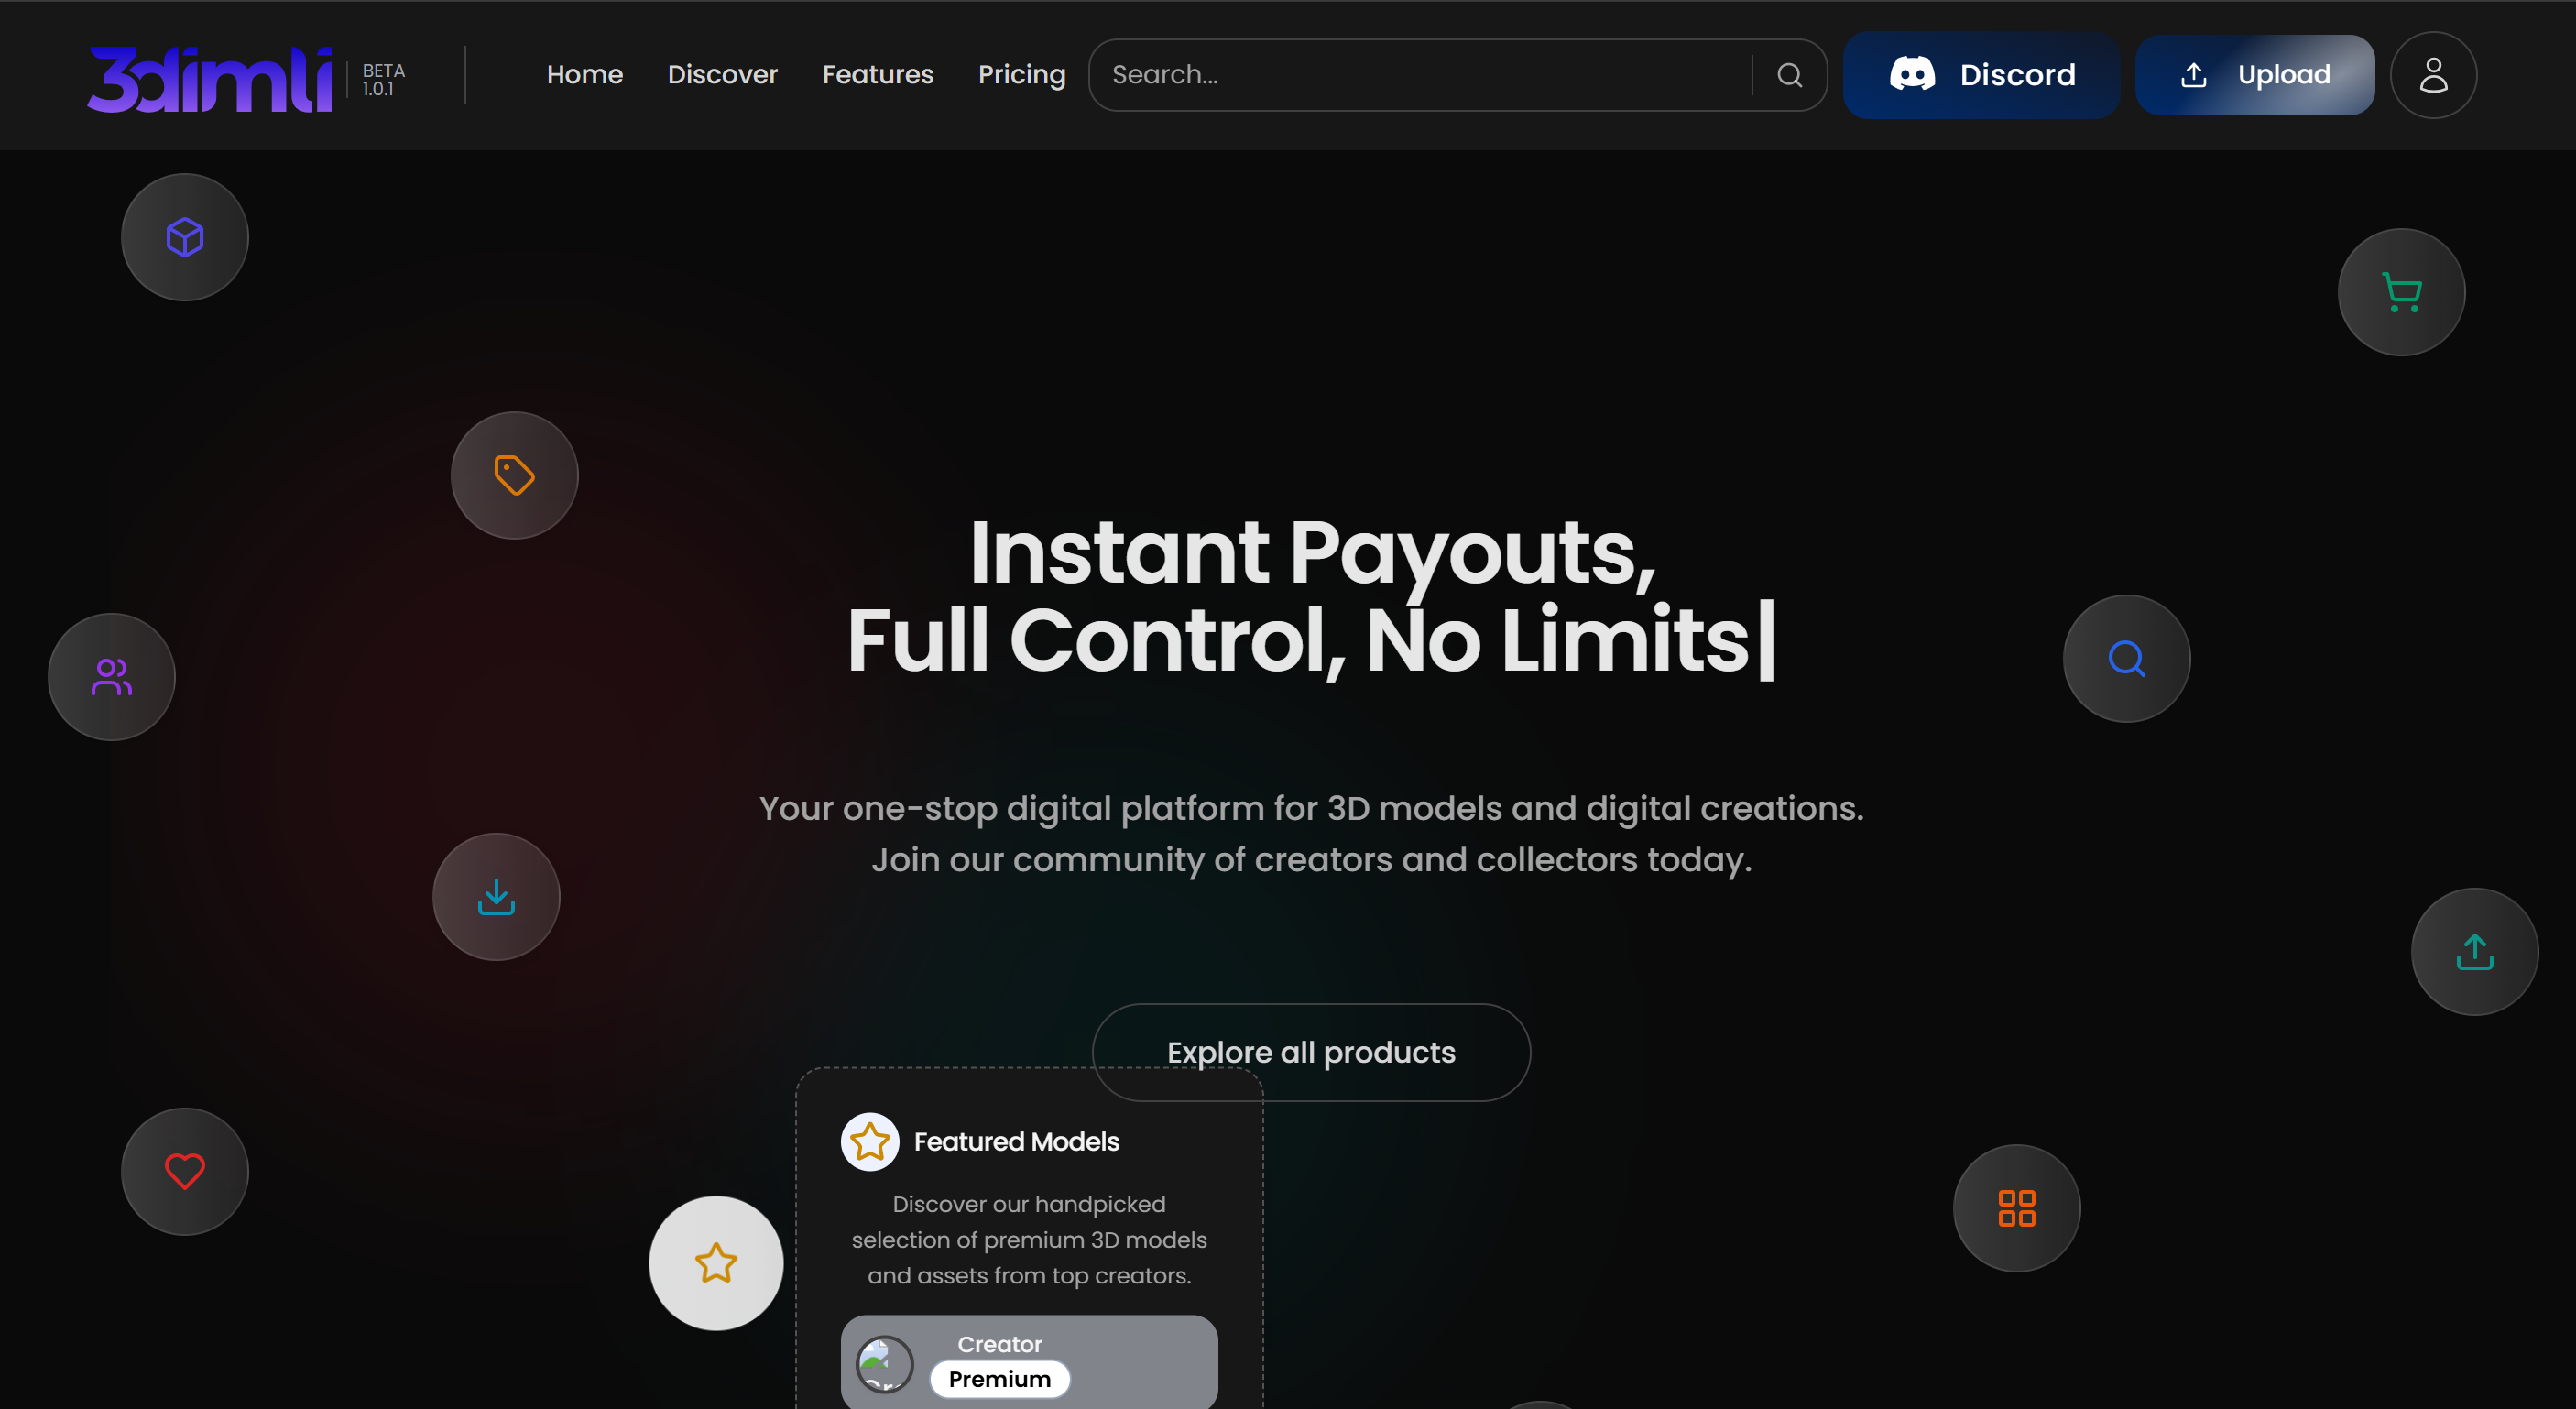 3dimli
BETA
1.0.1
Home
Discover
Features
Pricing
Search...
Discord
Upload
Instant Payouts,
Full Control, No Limits|
Your one-stop digital platform for 3D models and digital creations.
Join our community of creators and collectors today.
Explore all products
Featured Models
Discover our handpicked
selection of premium 3D models
and assets from top creators.
Creator
Premium